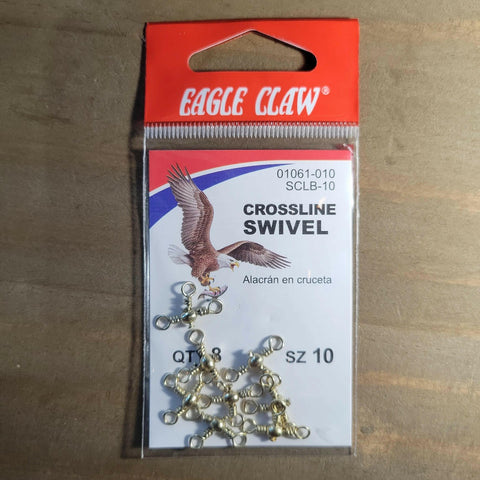 EAGLE CLAW®
01061-010
SCLB-10
CROSSLINE
SWIVEL
Alacrán en cruceta
QTY 8 SZ 10